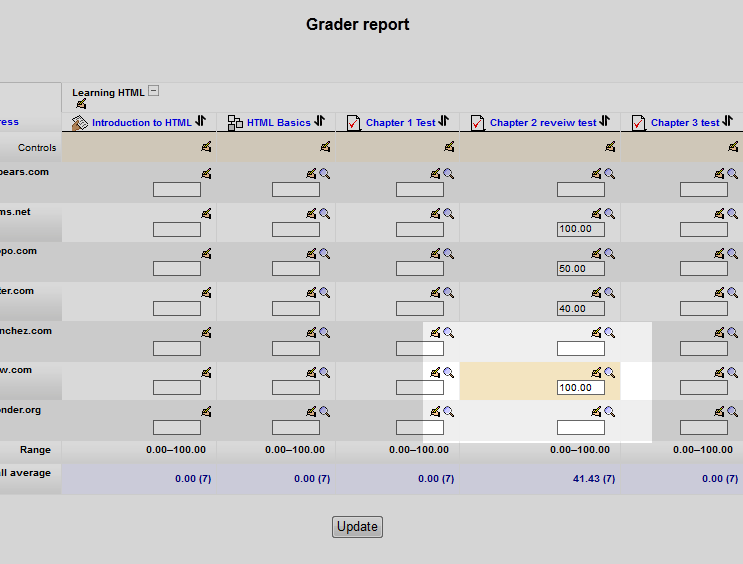 Grader report
Learning HTML
ress Introduction to HTML HTML Basics Chapter 1 Test Chapter 2 reveiw test Chapter 3 test
Controls
pears.com
ms.net
100.00
opo.com
50.00
ter.com
40.00
nchez.com
w.com
100.00
onder.org
Range 0.00–100.00 0.00–100.00 0.00–100.00 0.00–100.00 0.00–100.00
ll average 0.00 (7) 0.00 (7) 0.00 (7) 41.43 (7) 0.00 (7)
Update